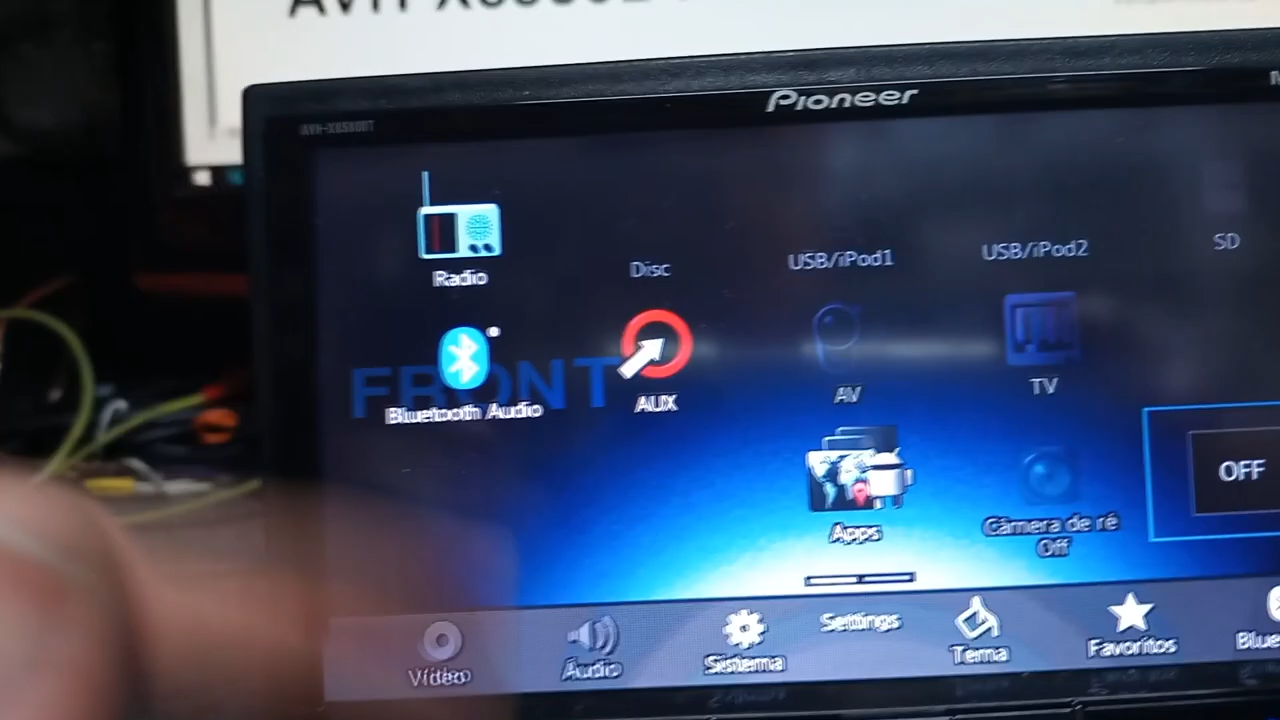 Pioneer
SD
USB/iPod2
USB/iPod1
Disc
Radio
TV
AV
AUX
FRONT
Bluetooth Audio
OFF
Apps
Câmera de ré
Off
Vídeo
Áudio
Sistema
Settings
Tema
Favoritos
Blue